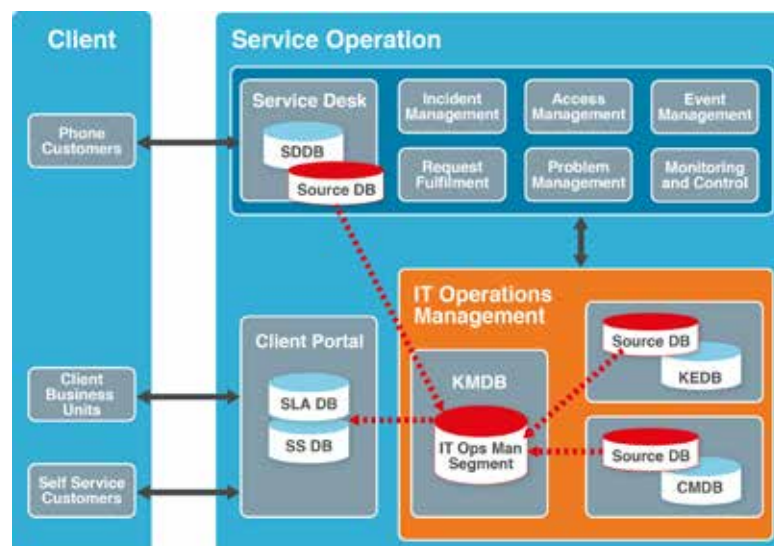 Client
Phone
Customers
Client
Business
Units
Self Service
Customers
Service Operation
Service Desk
SDDB
Source DB
Incident
Management
Access
Management
Event
Management
Request
Fulfilment
Problem
Management
Monitoring
and Control
Client Portal
SLA DB
SS DB
IT Operations
Management
KMDB
IT Ops Man
Segment
Source DB
KEDB
Source DB
CMDB